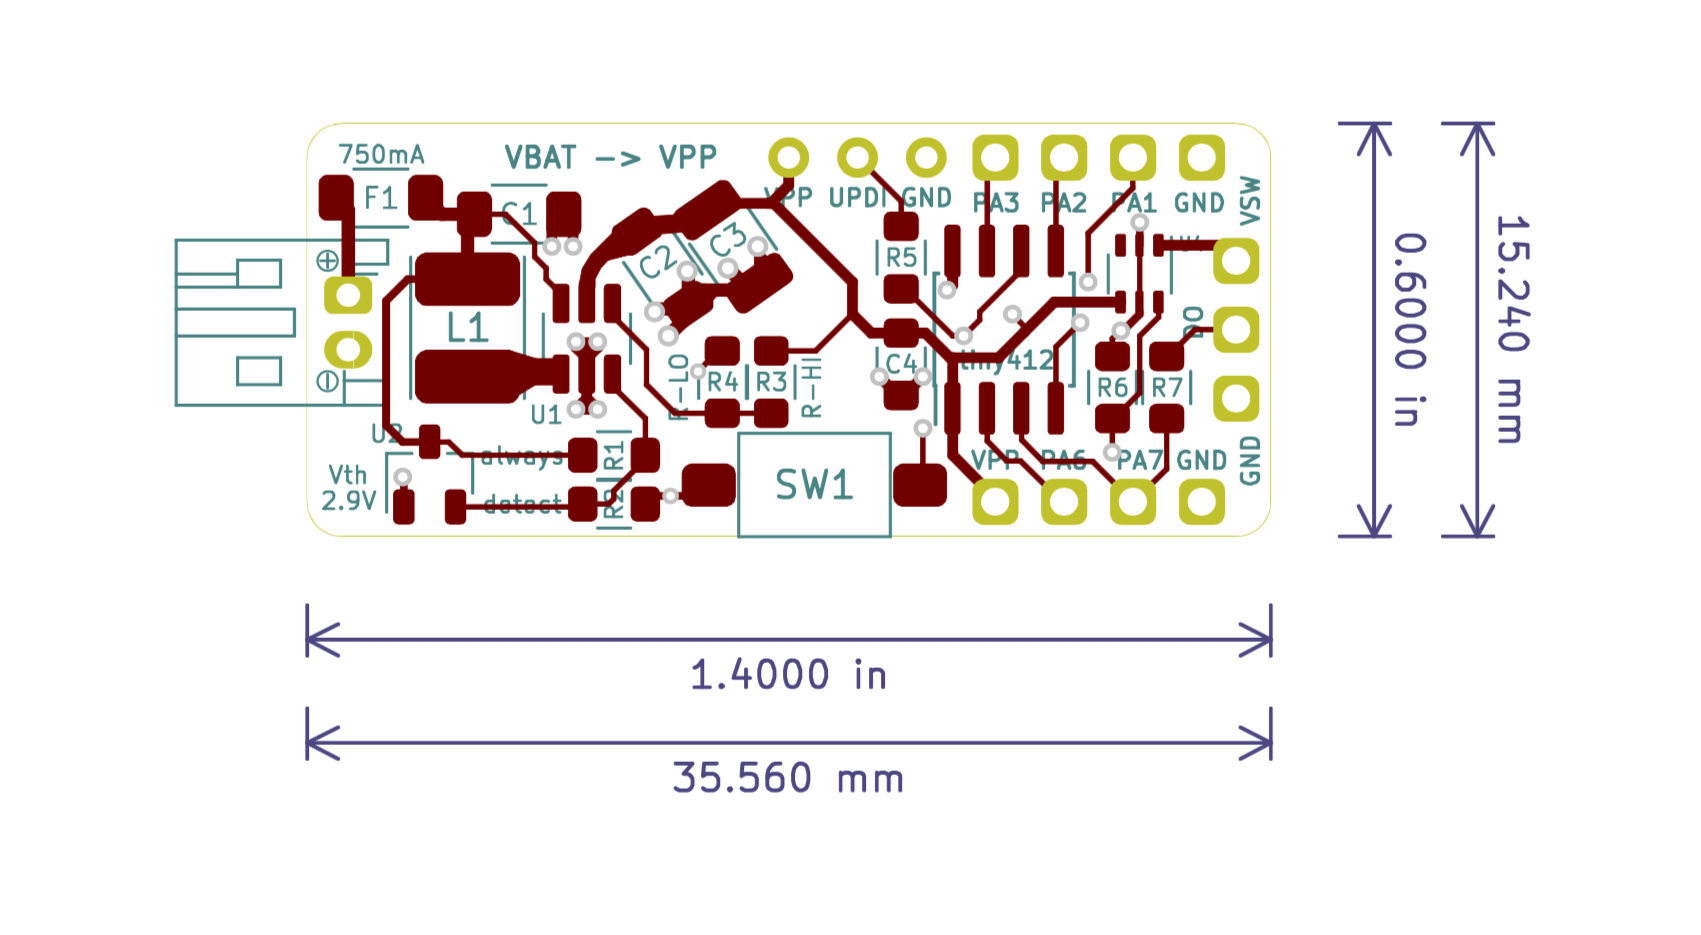 750mA
VBAT -> VPP
F1
C1
VPP
UPDI
GND
PA3
PA2
PA1
GND
VSW
C2
C3
R5
L1
DO
tiny412
C4
R-LO
R4
R3
R-HI
R6
R7
U1
U2
always
R1
VPP
PA6
PA7
GND
GND
Vth
2.9V
detect
R2
SW1
0.6000 in
15.240 mm
1.4000 in
35.560 mm